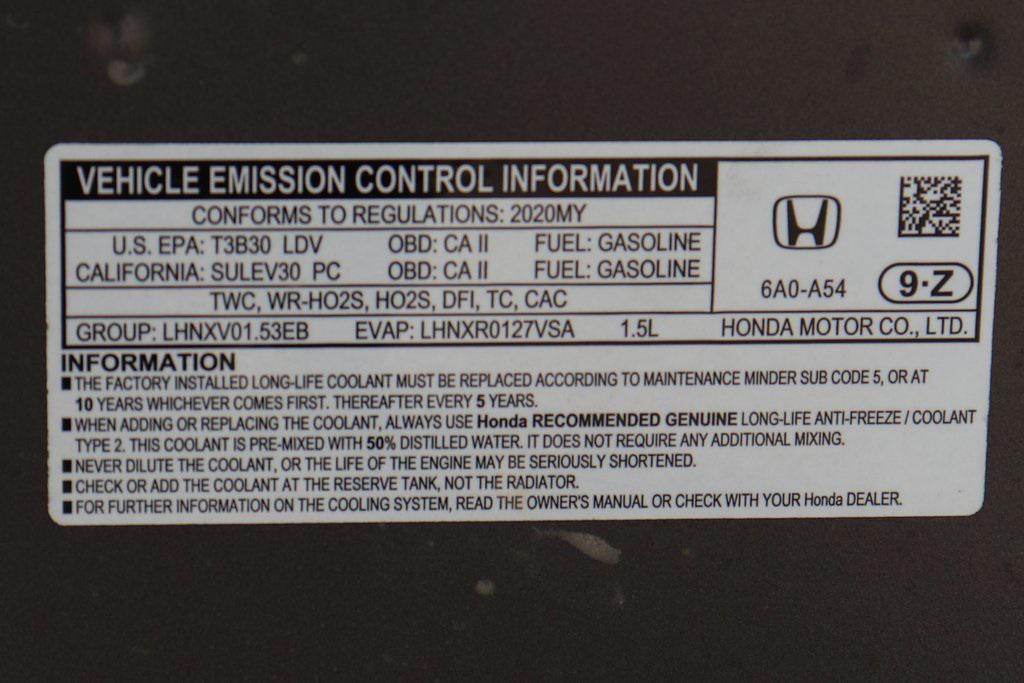 VEHICLE EMISSION CONTROL INFORMATION
CONFORMS TO REGULATIONS: 2020MY
U.S. EPA: T3B30 LDV OBD: CA II FUEL: GASOLINE
CALIFORNIA: SULEV30 PC OBD: CA II FUEL: GASOLINE
TWC, WR-HO2S, HO2S, DFI, TC, CAC
6A0-A54 9·Z
GROUP: LHNXV01.53EB EVAP: LHNXR0127VSA 1.5L HONDA MOTOR CO., LTD.
INFORMATION
■ THE FACTORY INSTALLED LONG-LIFE COOLANT MUST BE REPLACED ACCORDING TO MAINTENANCE MINDER SUB CODE 5, OR AT
10 YEARS WHICHEVER COMES FIRST. THEREAFTER EVERY 5 YEARS.
■ WHEN ADDING OR REPLACING THE COOLANT, ALWAYS USE Honda RECOMMENDED GENUINE LONG-LIFE ANTI-FREEZE / COOLANT
TYPE 2. THIS COOLANT IS PRE-MIXED WITH 50% DISTILLED WATER. IT DOES NOT REQUIRE ANY ADDITIONAL MIXING.
■ NEVER DILUTE THE COOLANT, OR THE LIFE OF THE ENGINE MAY BE SERIOUSLY SHORTENED.
■ CHECK OR ADD THE COOLANT AT THE RESERVE TANK, NOT THE RADIATOR.
■ FOR FURTHER INFORMATION ON THE COOLING SYSTEM, READ THE OWNER'S MANUAL OR CHECK WITH YOUR Honda DEALER.